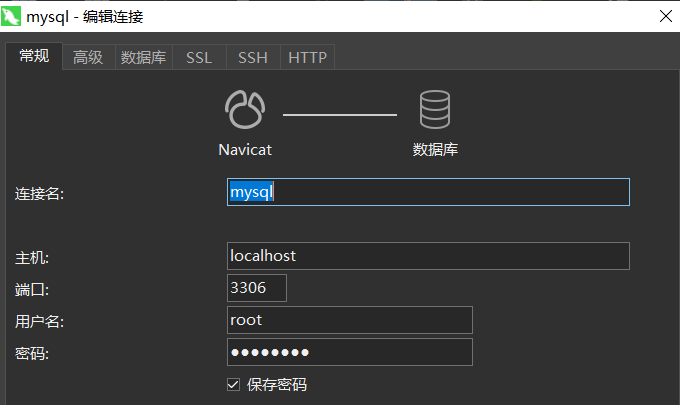 mysql - 编辑连接
常规 高级 数据库 SSL SSH HTTP
Navicat 数据库
连接名: mysql
主机: localhost
端口: 3306
用户名: root
密码: ●●●●●●●●
保存密码